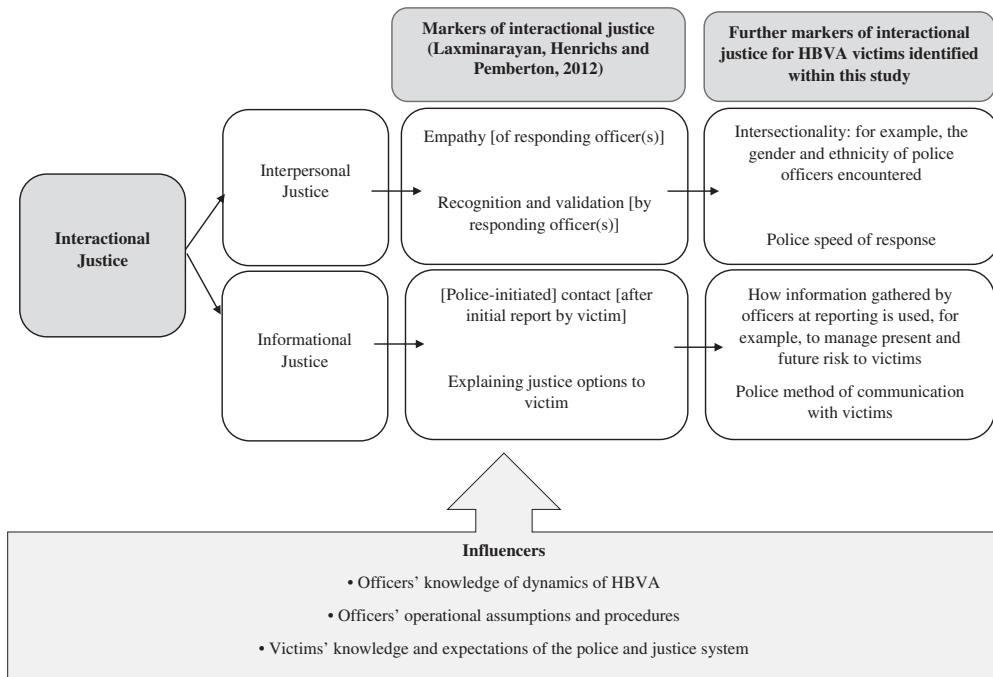 Markers of interactional justice
(Laxminarayan, Henrichs and
Pemberton, 2012)
Further markers of interactional
justice for HBVA victims identified
within this study
Interactional
Justice
Interpersonal
Justice
Empathy [of responding officer(s)]
Recognition and validation [by
responding officer(s)]
Intersectionality: for example, the
gender and ethnicity of police
officers encountered
Police speed of response
Informational
Justice
[Police-initiated] contact [after
initial report by victim]
Explaining justice options to
victim
How information gathered by
officers at reporting is used, for
example, to manage present and
future risk to victims
Police method of communication
with victims
Influencers
• Officers’ knowledge of dynamics of HBVA
• Officers’ operational assumptions and procedures
• Victims’ knowledge and expectations of the police and justice system